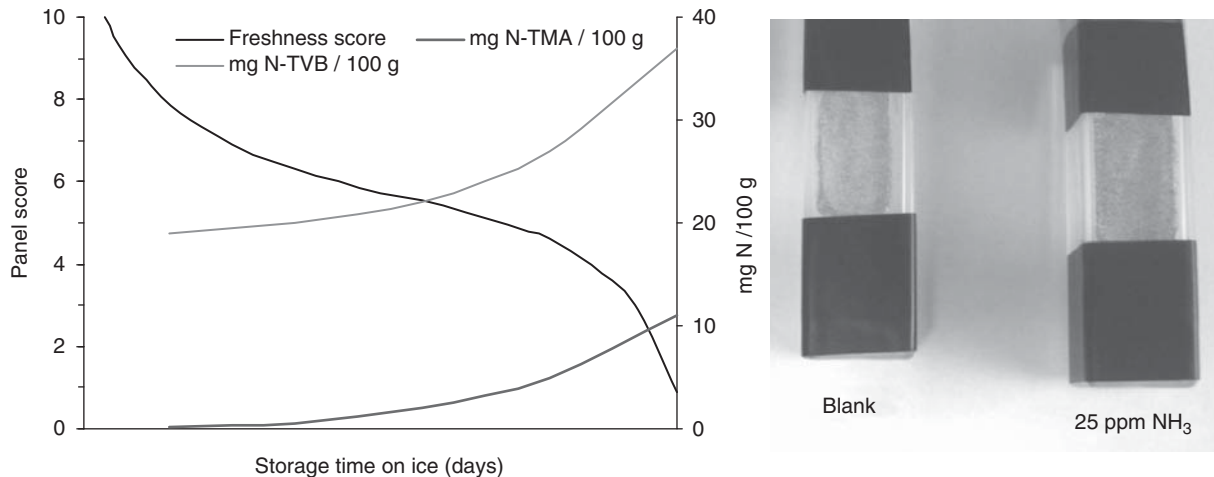 10
8
6
4
2
0
Panel score
Freshness score
mg N-TMA / 100 g
mg N-TVB / 100 g
40
30
20
10
0
mg N /100 g
Storage time on ice (days)
Blank
25 ppm NH₃